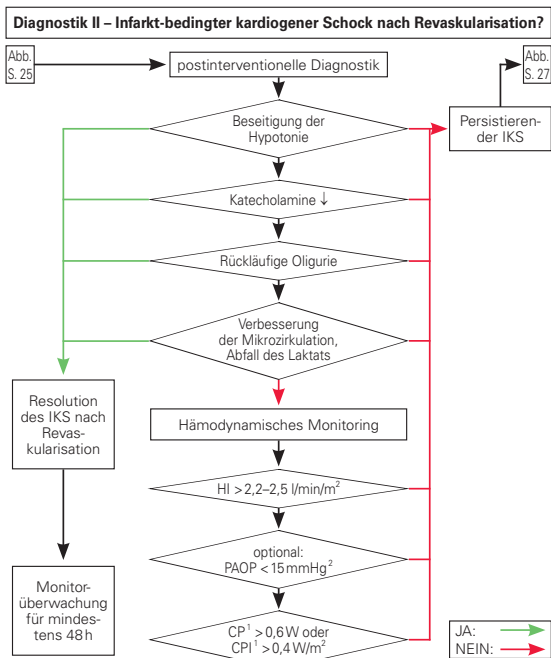 Diagnostik II – Infarkt-bedingter kardiogener Schock nach Revaskularisation?
Abb.
S. 25
postinterventionelle Diagnostik
Abb.
S. 27
Beseitigung der
Hypotonie
Persistieren-
der IKS
Katecholamine ↓
Rückläufige Oligurie
Verbesserung
der Mikrozirkulation,
Abfall des Laktats
Resolution
des IKS nach
Revas-
kularisation
Hämodynamisches Monitoring
HI > 2,2–2,5 l/min/m²
optional:
PAOP < 15 mmHg²
Monitor-
überwachung
für mindes-
tens 48 h
CP¹ > 0,6 W oder
CPI¹ > 0,4 W/m²
JA:
NEIN: